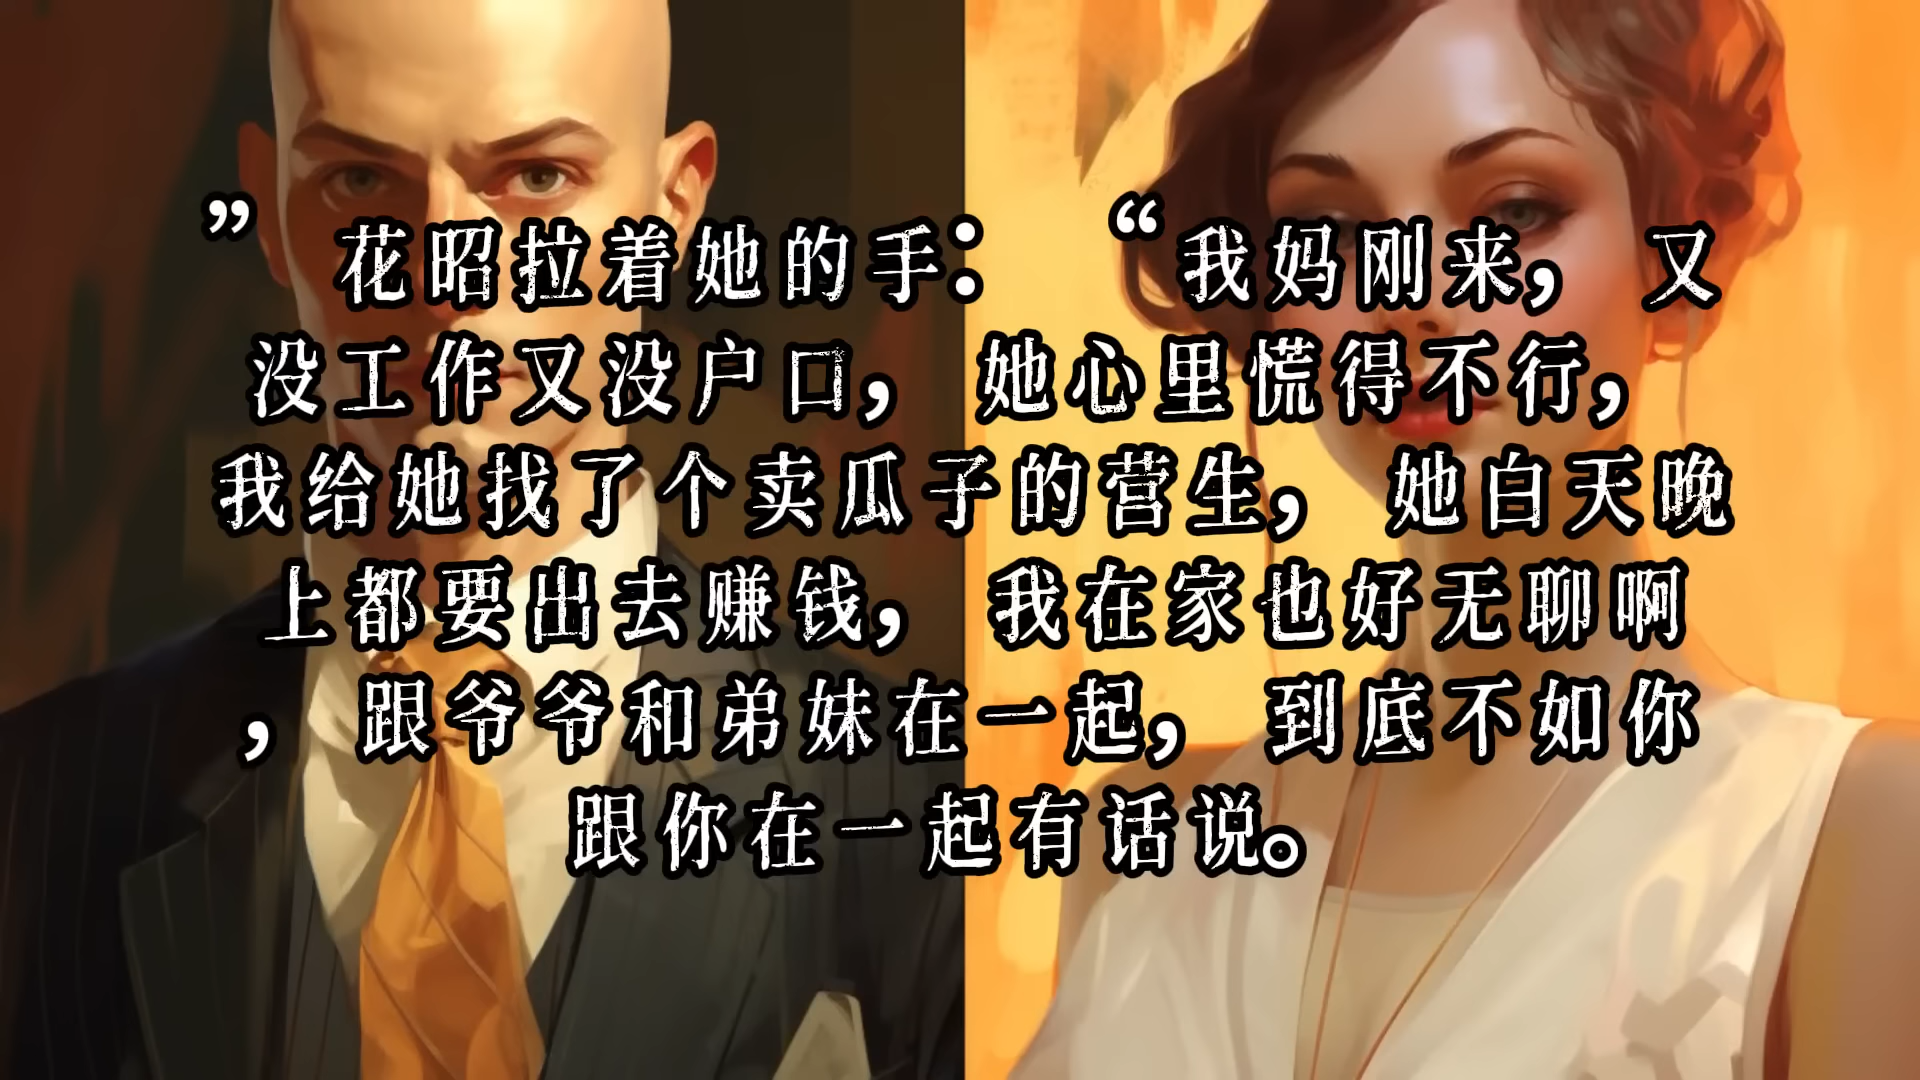 ”花昭拉着她的手：“我妈刚来，又
没工作又没户口，她心里慌得不行，
我给她找了个卖瓜子的营生，她白天晚
上都要出去赚钱，我在家也好无聊啊
，跟爷爷和弟妹在一起，到底不如你
跟你在一起有话说。